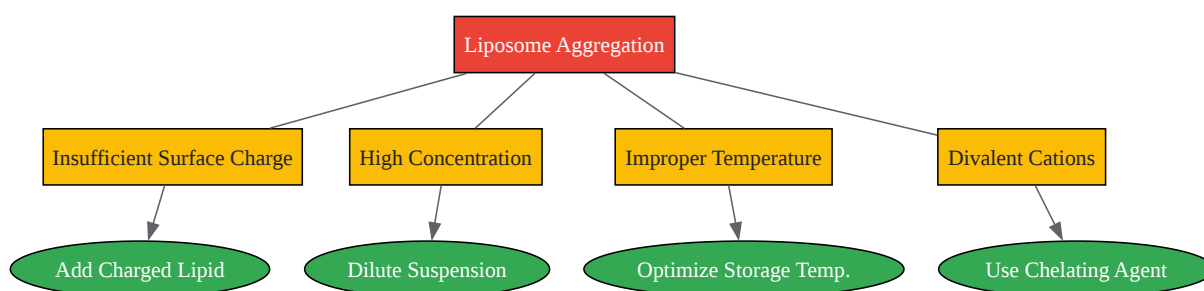 Liposome Aggregation
Insufficient Surface Charge
High Concentration
Improper Temperature
Divalent Cations
Add Charged Lipid
Dilute Suspension
Optimize Storage Temp.
Use Chelating Agent